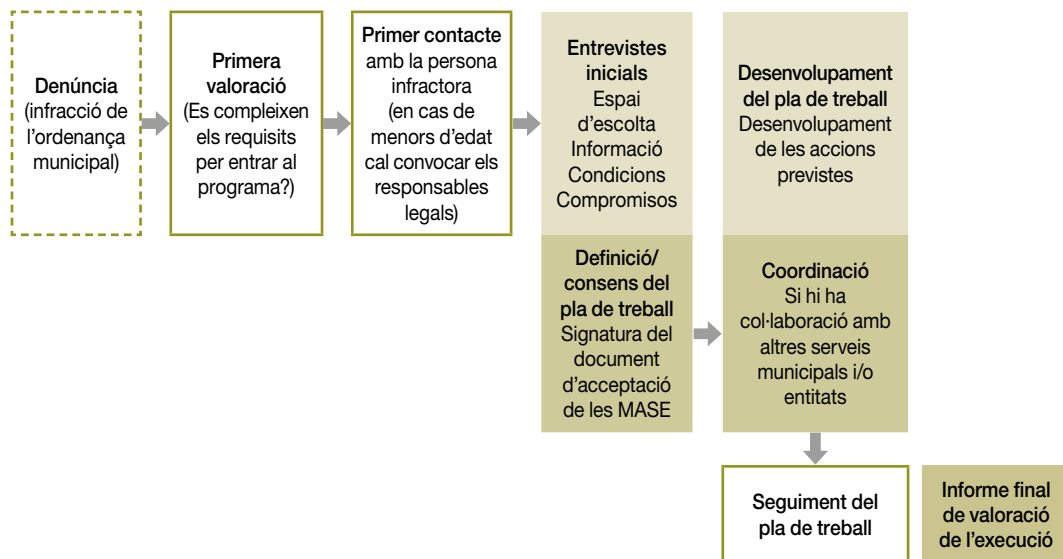 Denúncia
(infracció de
l’ordenança
municipal)
Primera
valoració
(Es compleixen
els requisits
per entrar al
programa?)
Primer contacte
amb la persona
infractora
(en cas de
menors d’edat
cal convocar els
responsables
legals)
Entrevistes
inicials
Espai
d’escolta
Informació
Condicions
Compromisos
Definició/
consens del
pla de treball
Signatura del
document
d’acceptació
de les MASE
Desenvolupament
del pla de treball
Desenvolupament
de les accions
previstes
Coordinació
Si hi ha
col·laboració amb
altres serveis
municipals i/o
entitats
Seguiment del
pla de treball
Informe final
de valoració
de l’execució